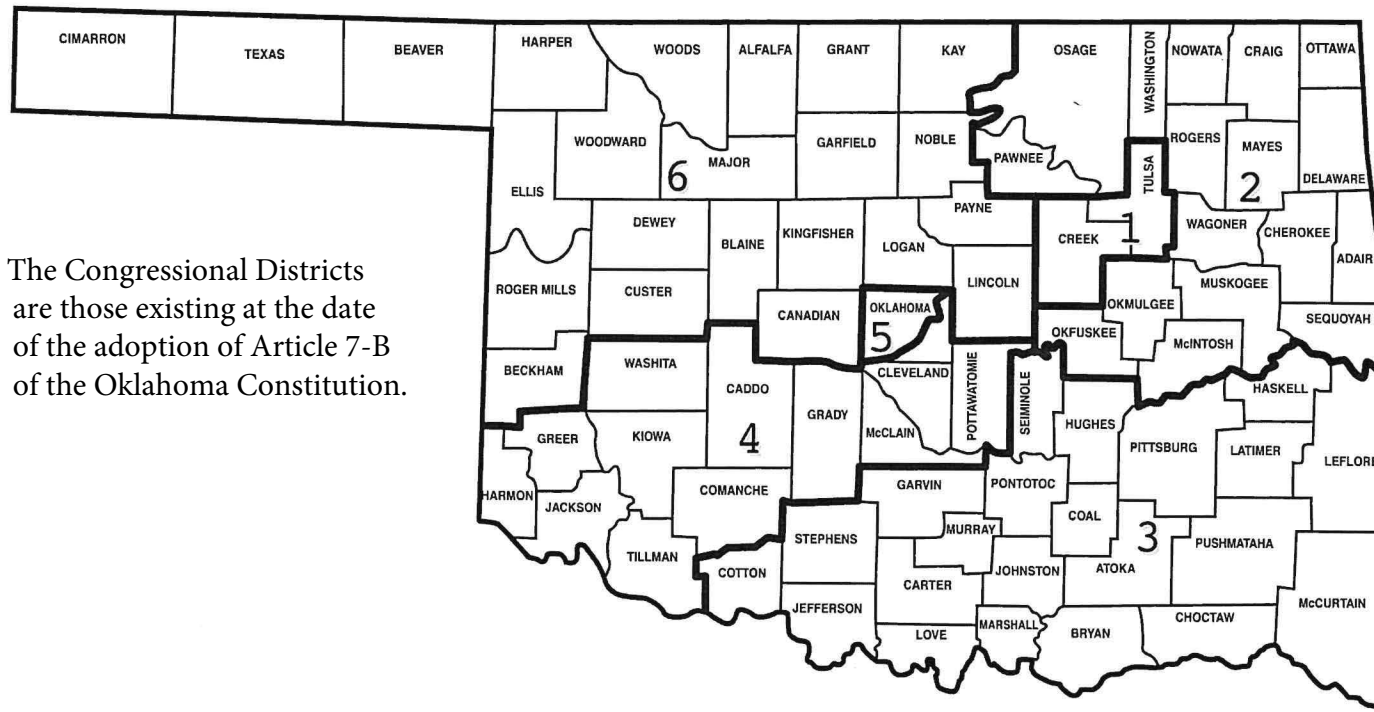 CIMARRON
TEXAS
BEAVER
HARPER
WOODS
ALFALFA
GRANT
KAY
OSAGE
WASHINGTON
NOWATA
CRAIG
OTTAWA
WOODWARD
MAJOR
6
GARFIELD
NOBLE
PAWNEE
TULSA
ROGERS
MAYES
2
DELAWARE
ELLIS
DEWEY
BLAINE
KINGFISHER
LOGAN
PAYNE
CREEK
1
WAGONER
CHEROKEE
ADAIR
The Congressional Districts
are those existing at the date
of the adoption of Article 7-B
of the Oklahoma Constitution.
ROGER MILLS
CUSTER
CANADIAN
OKLAHOMA
5
LINCOLN
OKMULGEE
MUSKOGEE
SEQUOYAH
OKFUSKEE
McINTOSH
BECKHAM
WASHITA
CADDO
GRADY
CLEVELAND
McCLAIN
POTTAWATOMIE
SEIMINOLE
HUGHES
PITTSBURG
HASKELL
LATIMER
LEFLORE
GREER
KIOWA
4
HARMON
JACKSON
COMANCHE
GARVIN
PONTOTOC
COAL
3
PUSHMATAHA
TILLMAN
COTTON
STEPHENS
MURRAY
CARTER
JOHNSTON
ATOKA
McCURTAIN
JEFFERSON
LOVE
MARSHALL
BRYAN
CHOCTAW